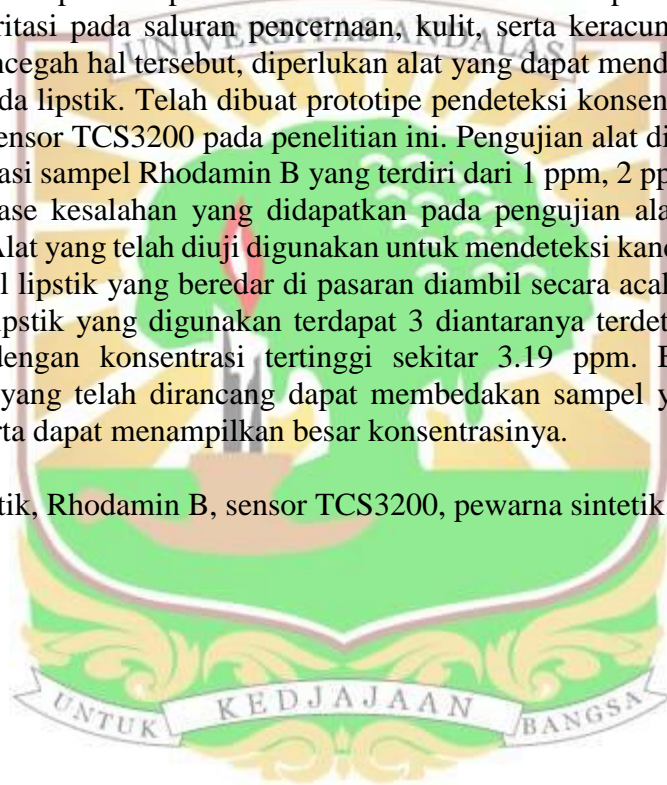 ritasi pada saluran pencernaan, kulit, serta keracun
UNIVERSITAS ANDALAS
ncegah hal tersebut, diperlukan alat yang dapat mend
da lipstik. Telah dibuat prototipe pendeteksi konsen
ensor TCS3200 pada penelitian ini. Pengujian alat di
asi sampel Rhodamin B yang terdiri dari 1 ppm, 2 pp
ase kesalahan yang didapatkan pada pengujian ala
Alat yang telah diuji digunakan untuk mendeteksi kand
l lipstik yang beredar di pasaran diambil secara acal
ipstik yang digunakan terdapat 3 diantaranya terdet
dengan konsentrasi tertinggi sekitar 3.19 ppm. B
yang telah dirancang dapat membedakan sampel y
rta dapat menampilkan besar konsentrasinya.
tik, Rhodamin B, sensor TCS3200, pewarna sintetik
UNTUK KEDJAJAAN BANGSA